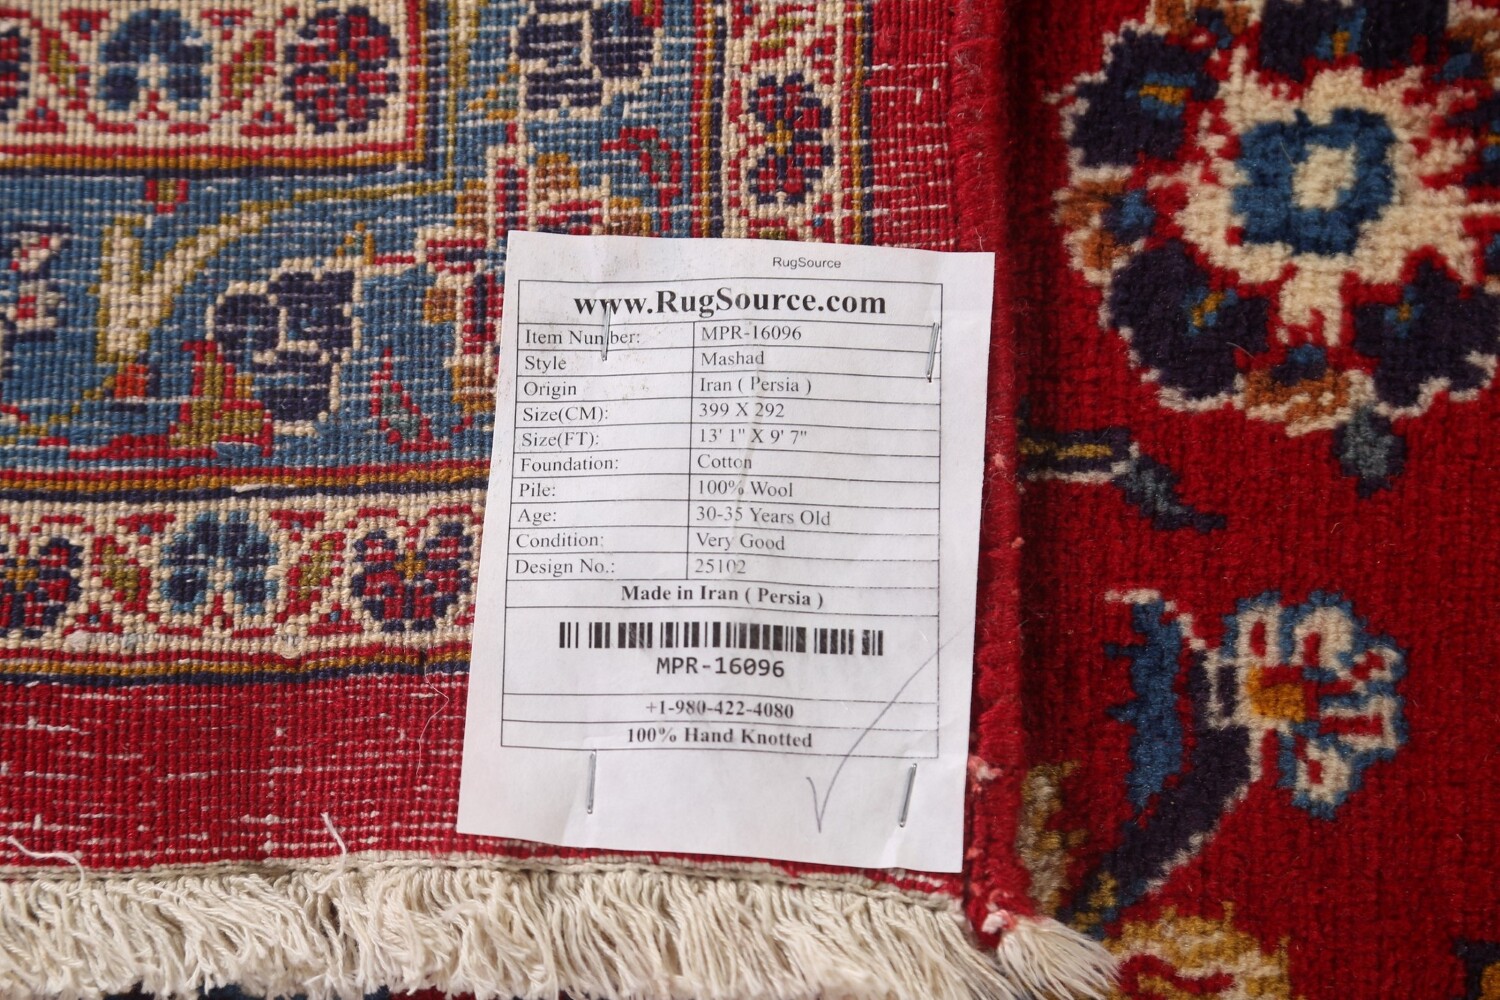 RugSource
www.RugSource.com
Item Number: MPR-16096
Style Mashad
Origin Iran ( Persia )
Size(CM): 399 X 292
Size(FT): 13' 1" X 9' 7"
Foundation: Cotton
Pile: 100% Wool
Age: 30-35 Years Old
Condition: Very Good
Design No.: 25102
Made in Iran ( Persia )
MPR-16096
+1-980-422-4080
100% Hand Knotted